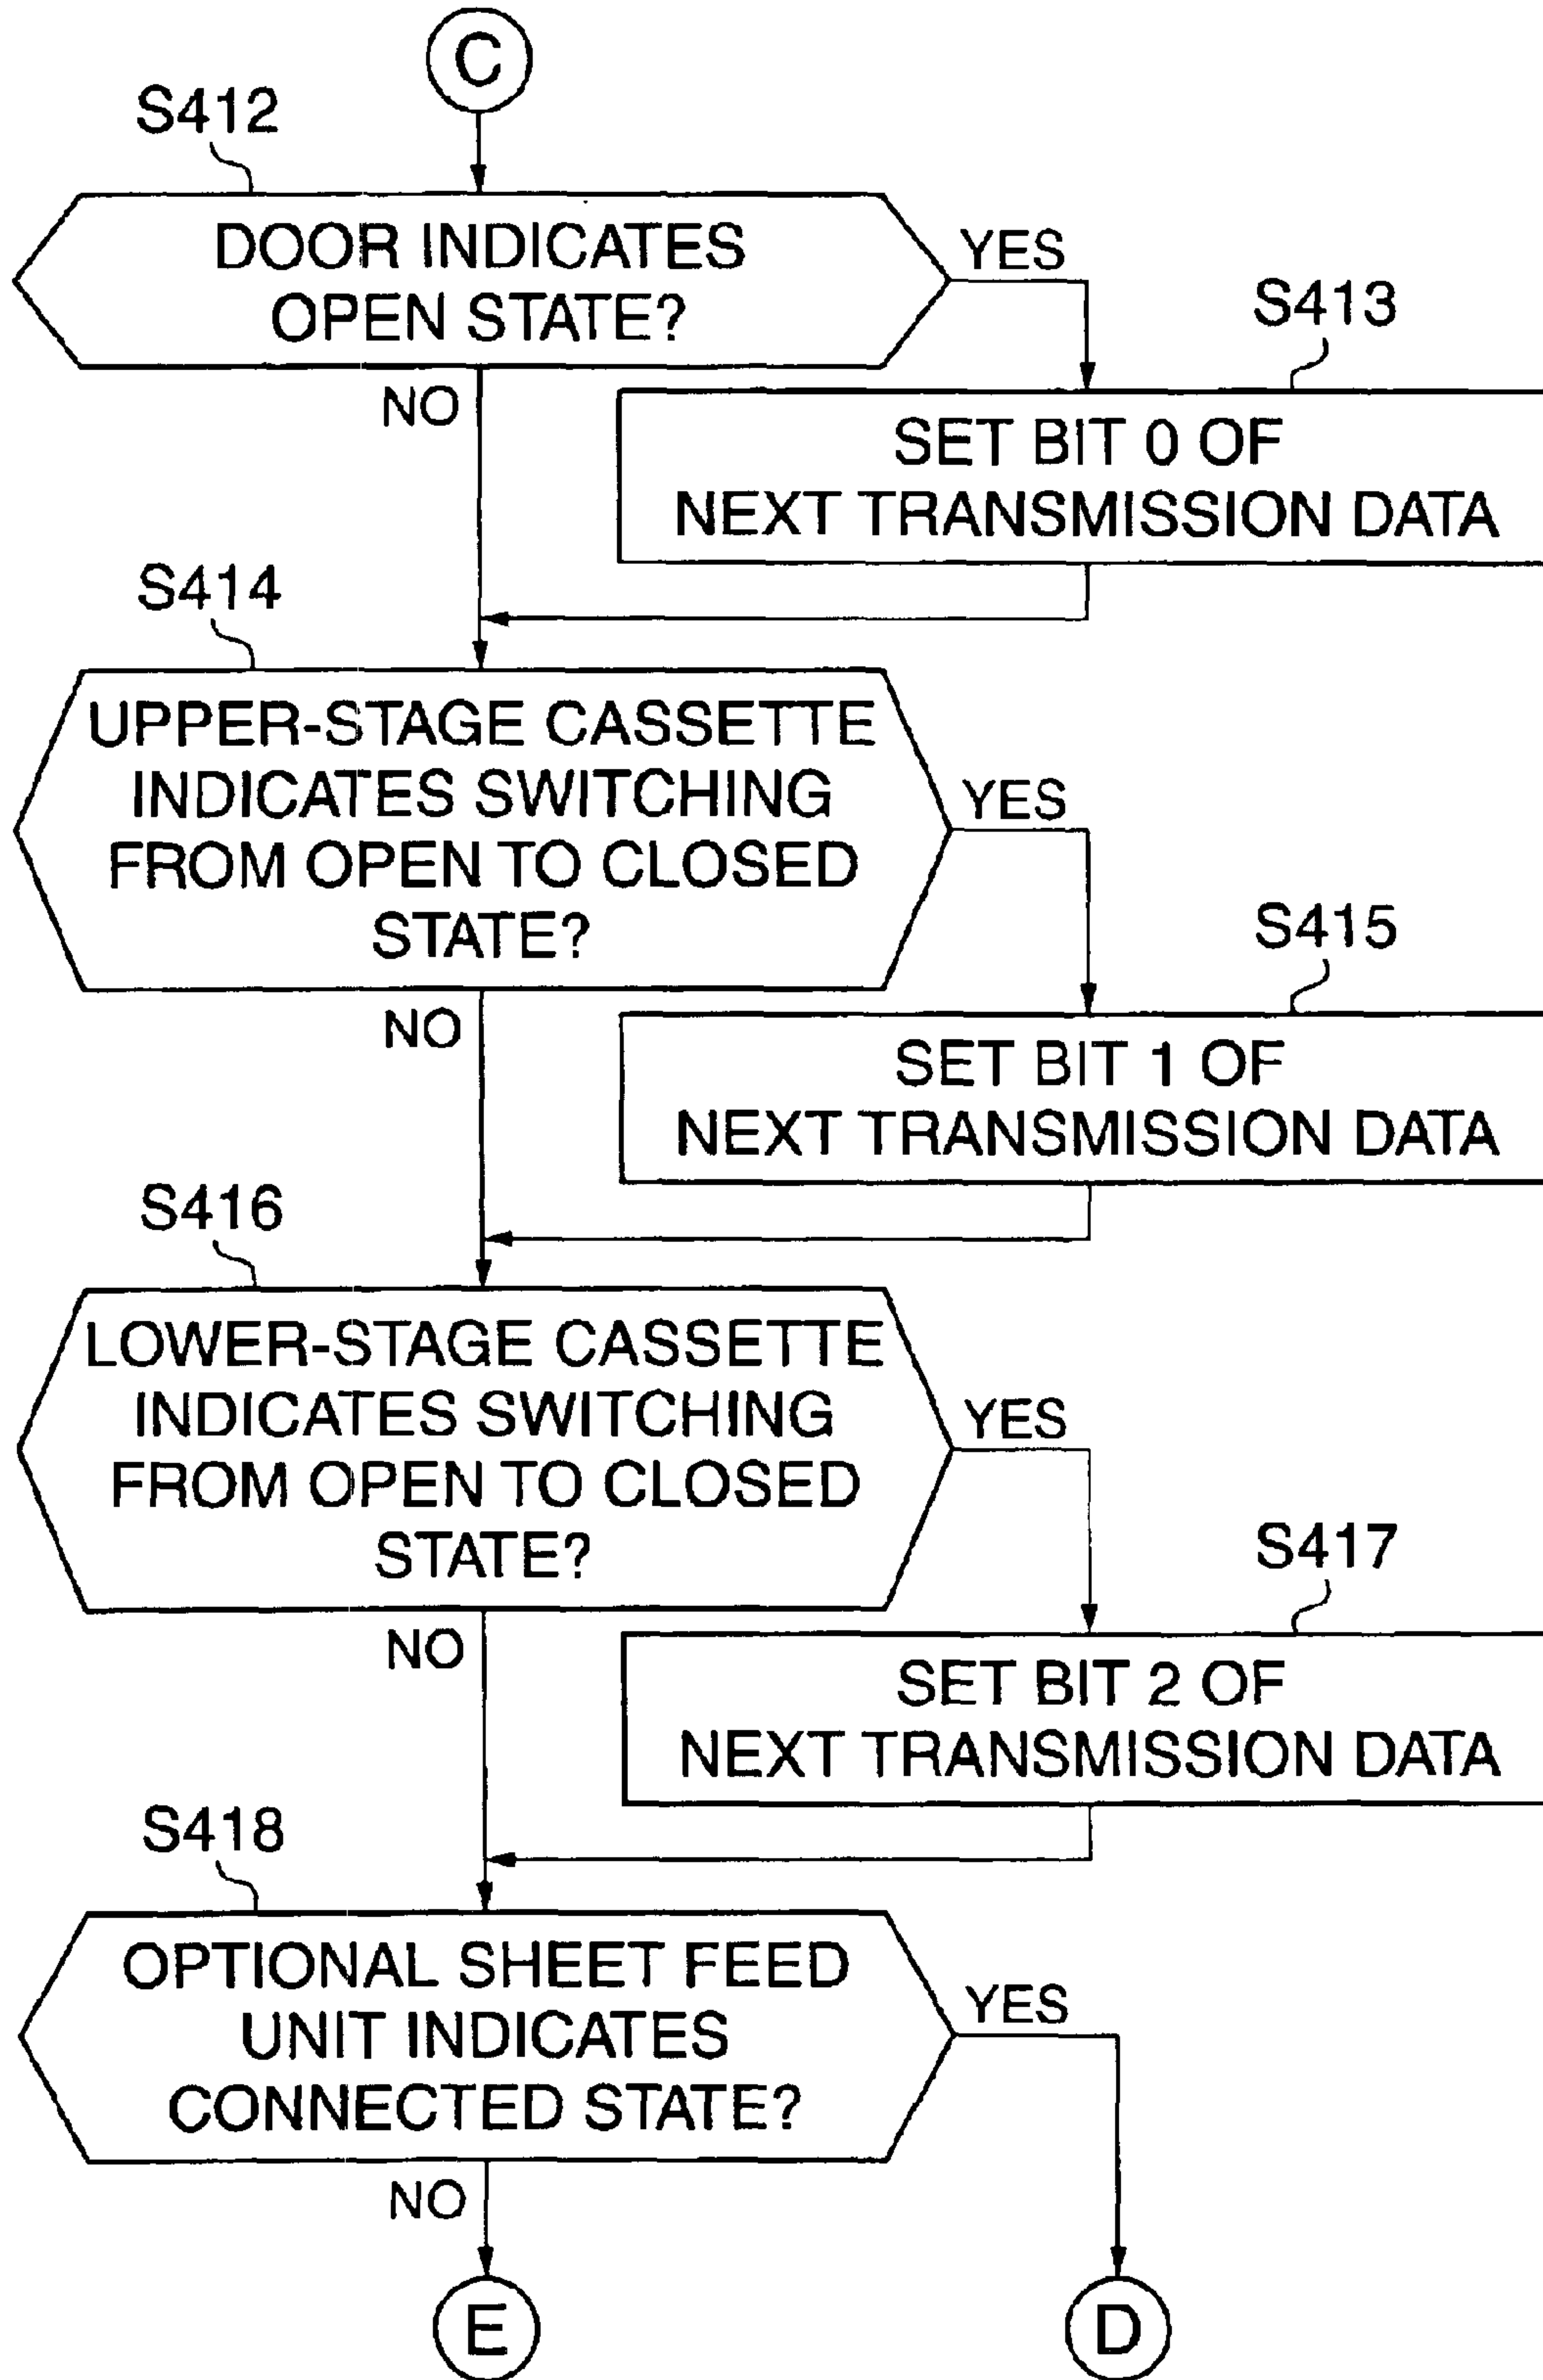 C
S412
DOOR INDICATES
OPEN STATE?
YES
NO
S413
SET BIT 0 OF
NEXT TRANSMISSION DATA
S414
UPPER-STAGE CASSETTE
INDICATES SWITCHING
FROM OPEN TO CLOSED
STATE?
YES
NO
S415
SET BIT 1 OF
NEXT TRANSMISSION DATA
S416
LOWER-STAGE CASSETTE
INDICATES SWITCHING
FROM OPEN TO CLOSED
STATE?
YES
NO
S417
SET BIT 2 OF
NEXT TRANSMISSION DATA
S418
OPTIONAL SHEET FEED
UNIT INDICATES
CONNECTED STATE?
YES
NO
E
D